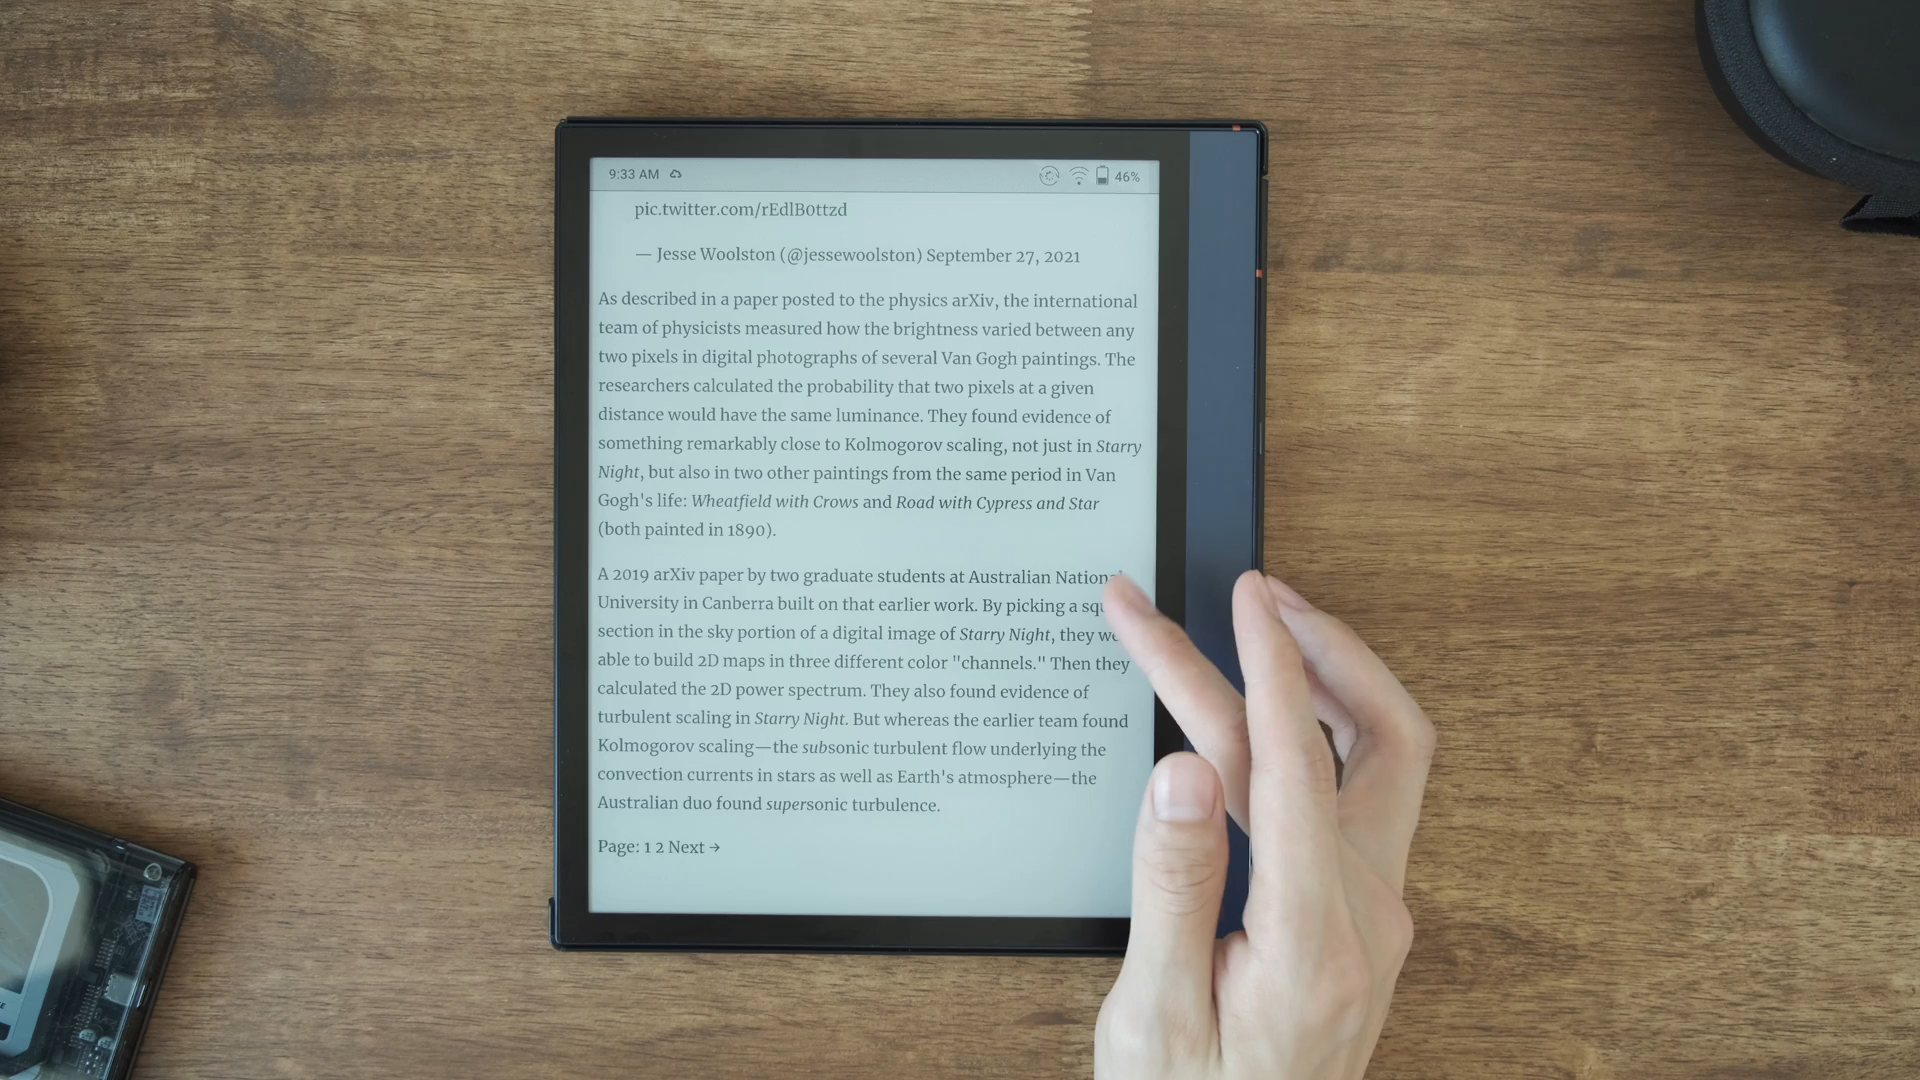 9:33 AM
46%
pic.twitter.com/rEdlB0ttzd
— Jesse Woolston (@jessewoolston) September 27, 2021
As described in a paper posted to the physics arXiv, the international
team of physicists measured how the brightness varied between any
two pixels in digital photographs of several Van Gogh paintings. The
researchers calculated the probability that two pixels at a given
distance would have the same luminance. They found evidence of
something remarkably close to Kolmogorov scaling, not just in Starry
Night, but also in two other paintings from the same period in Van
Gogh's life: Wheatfield with Crows and Road with Cypress and Star
(both painted in 1890).
A 2019 arXiv paper by two graduate students at Australian National
University in Canberra built on that earlier work. By picking a
section in the sky portion of a digital image of Starry Night, they
able to build 2D maps in three different color "channels." Then they
calculated the 2D power spectrum. They also found evidence of
turbulent scaling in Starry Night. But whereas the earlier team found
Kolmogorov scaling—the subsonic turbulent flow underlying the
convection currents in stars as well as Earth's atmosphere—the
Australian duo found supersonic turbulence.
Page: 1 2 Next →